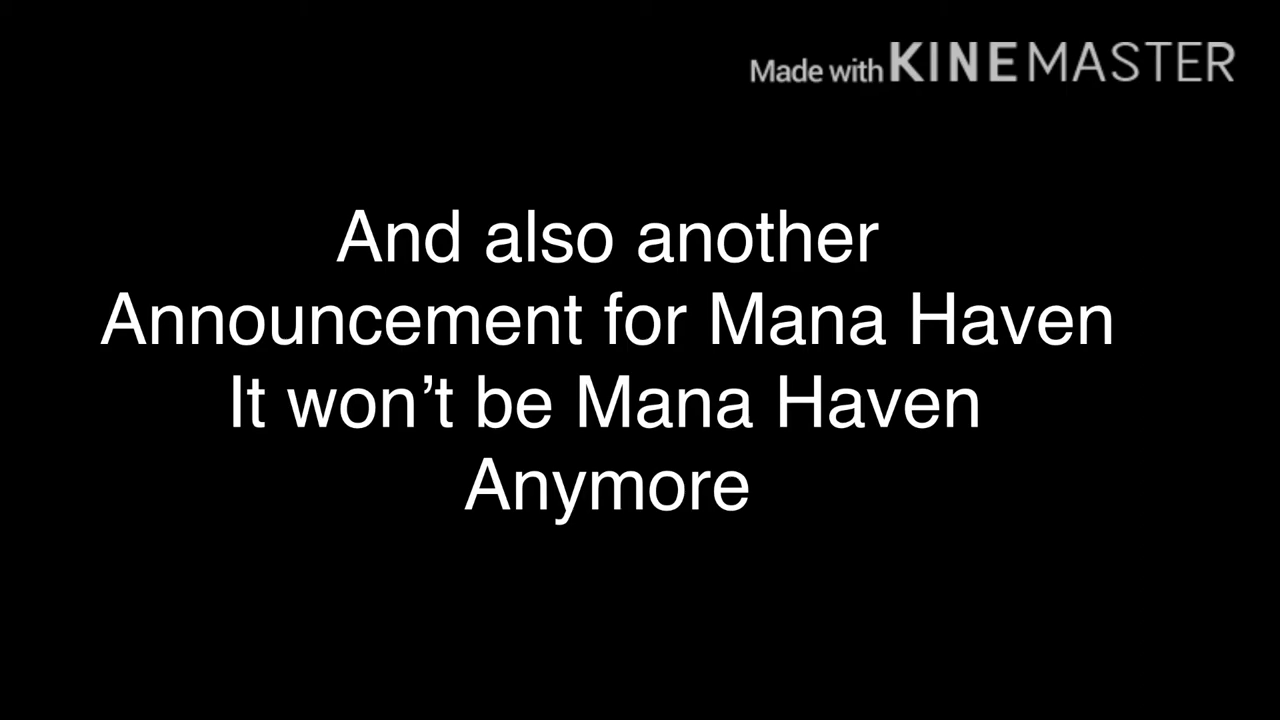 Made with KINEMASTER
And also another
Announcement for Mana Haven
It won’t be Mana Haven
Anymore